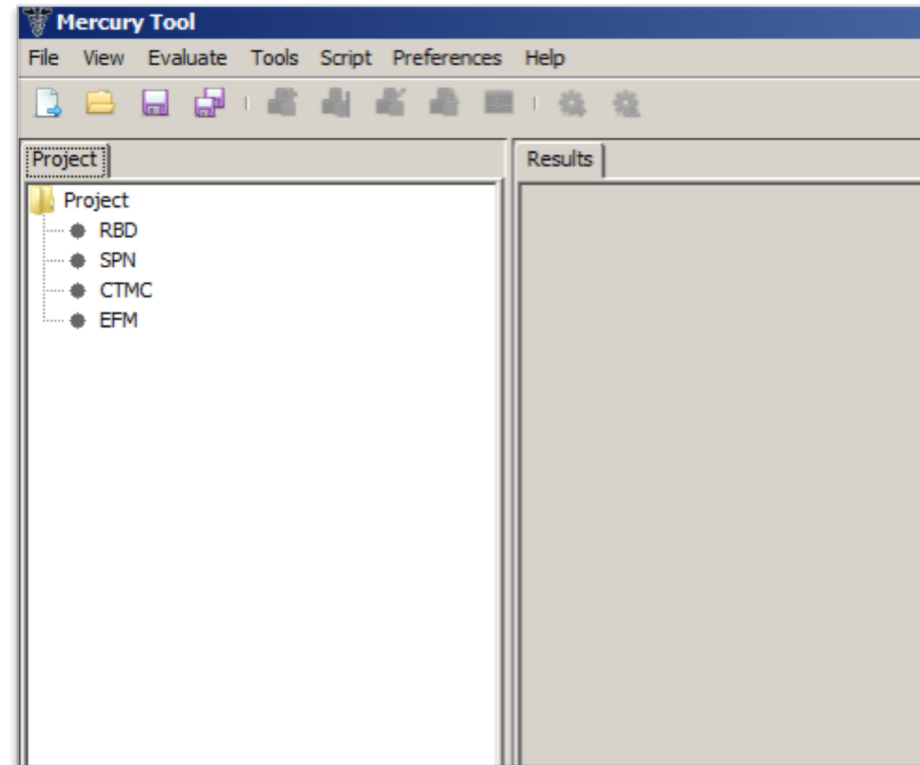 Mercury Tool
File View Evaluate Tools Script Preferences Help
Project
Results
Project
RBD
SPN
CTMC
EFM